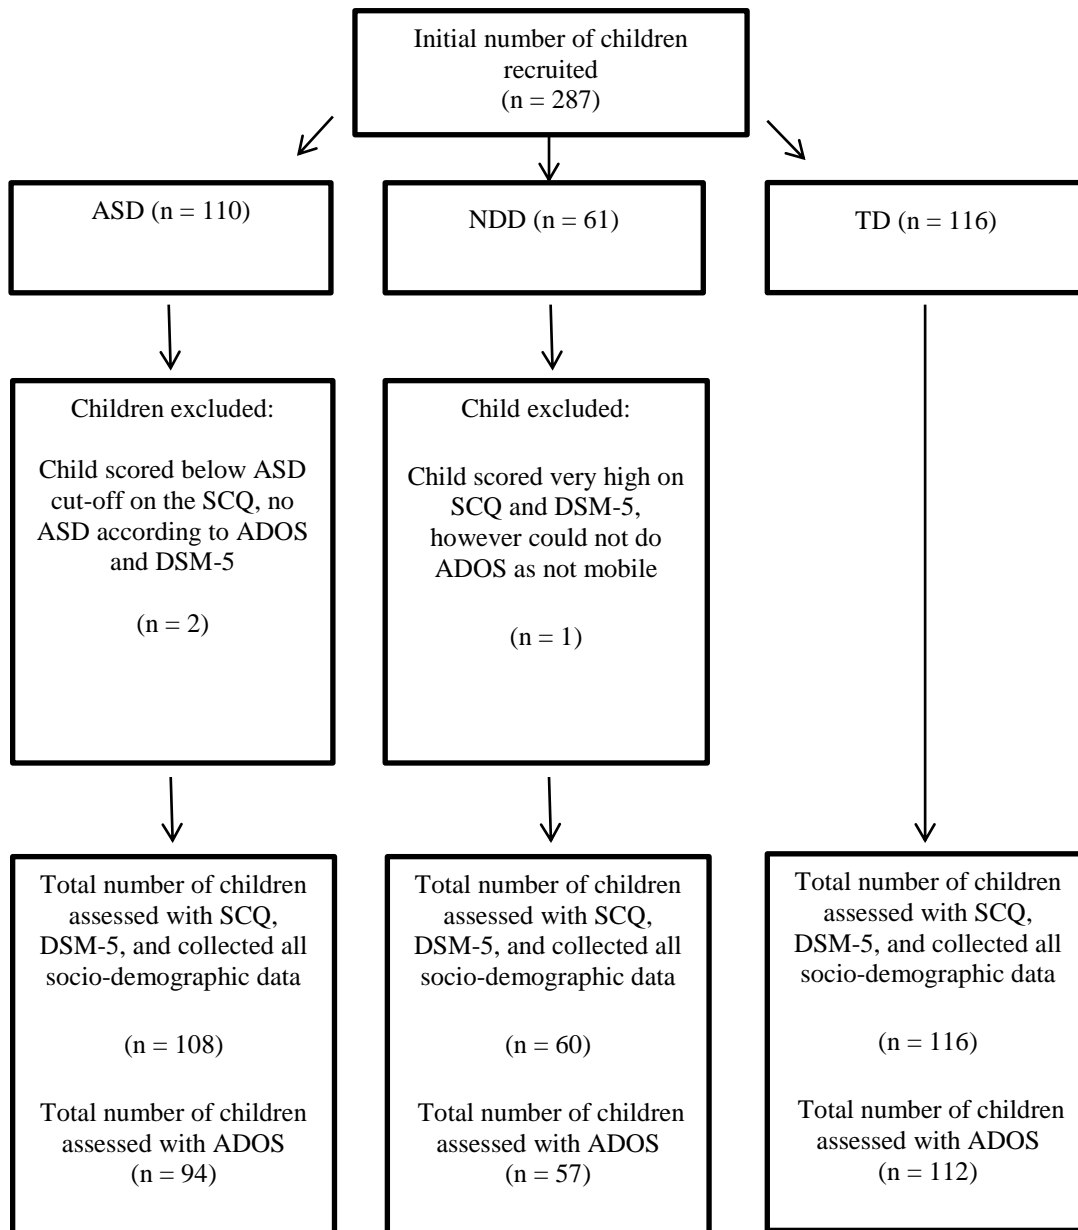 Initial number of children
recruited
(n = 287)
ASD (n = 110)
NDD (n = 61)
TD (n = 116)
Children excluded:
Child scored below ASD
cut-off on the SCQ, no
ASD according to ADOS
and DSM-5
(n = 2)
Child excluded:
Child scored very high on
SCQ and DSM-5,
however could not do
ADOS as not mobile
(n = 1)
Total number of children
assessed with SCQ,
DSM-5, and collected all
socio-demographic data
(n = 108)
Total number of children
assessed with ADOS
(n = 94)
Total number of children
assessed with SCQ,
DSM-5, and collected all
socio-demographic data
(n = 60)
Total number of children
assessed with ADOS
(n = 57)
Total number of children
assessed with SCQ,
DSM-5, and collected all
socio-demographic data
(n = 116)
Total number of children
assessed with ADOS
(n = 112)